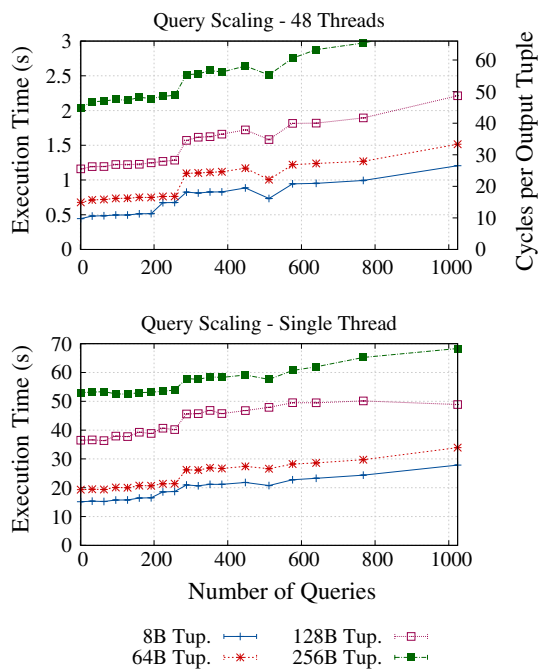 Query Scaling - 48 Threads
Execution Time (s)
3
2.5
2
1.5
1
0.5
0
60
50
40
30
20
10
0
Cycles per Output Tuple
0 200 400 600 800 1000
Query Scaling - Single Thread
Execution Time (s)
70
60
50
40
30
20
10
0
0 200 400 600 800 1000
Number of Queries
8B Tup. 128B Tup.
64B Tup. 256B Tup.